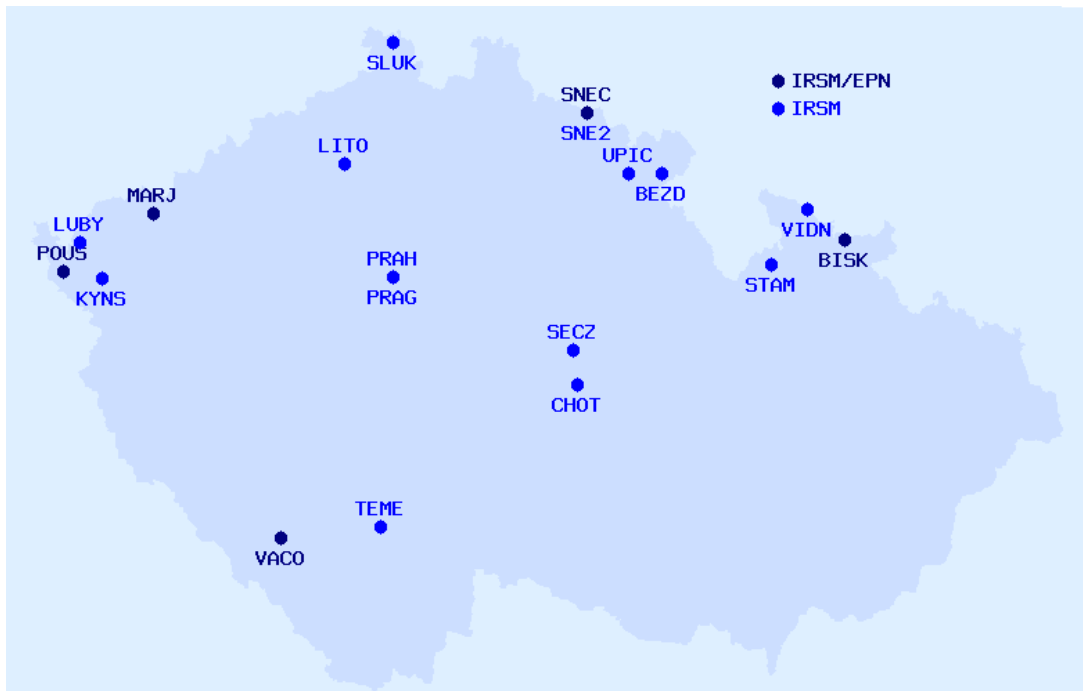 SLUK
IRSM/EPN
SNEC
IRSM
SNE2
LITO
UPIC
MARJ
BEZD
LUBY
VIDN
POUS
PRAH
BISK
KYNS
PRAG
STAM
SECZ
CHOT
TEME
VACO